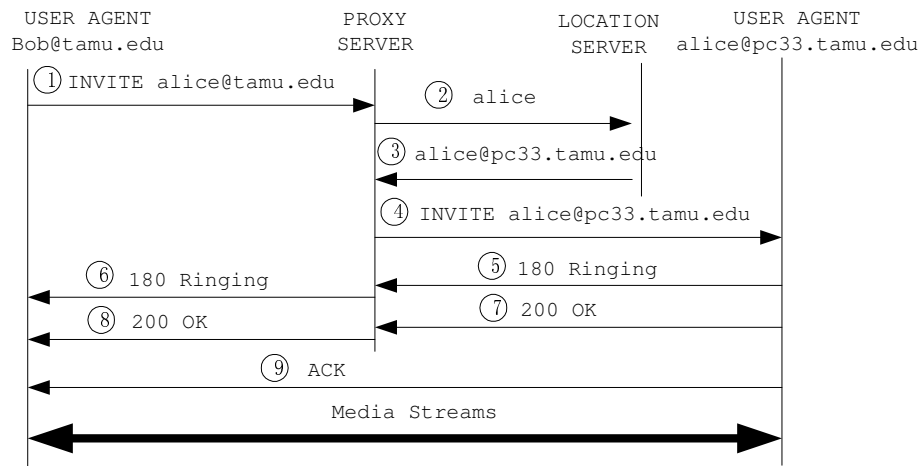 USER AGENT
Bob@tamu.edu
PROXY
SERVER
LOCATION
SERVER
USER AGENT
alice@pc33.tamu.edu
① INVITE alice@tamu.edu
② alice
③ alice@pc33.tamu.edu
④ INVITE alice@pc33.tamu.edu
⑤ 180 Ringing
⑥ 180 Ringing
⑦ 200 OK
⑧ 200 OK
⑨ ACK
Media Streams